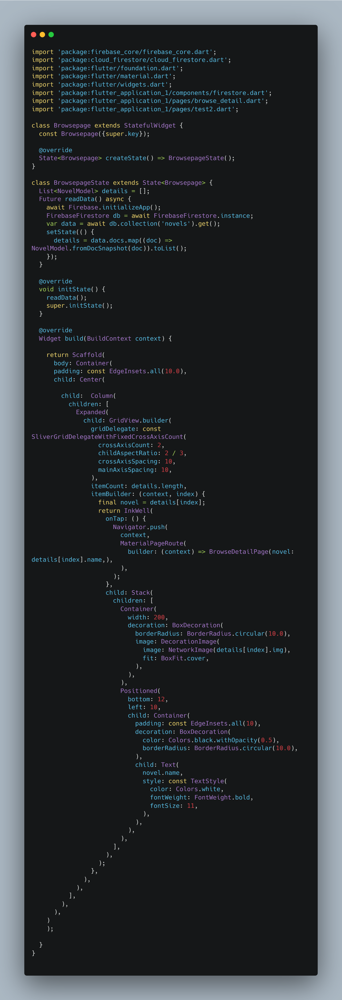 import 'package:firebase_core/firebase_core.dart';
import 'package:cloud_firestore/cloud_firestore.dart';
import 'package:flutter/foundation.dart';
import 'package:flutter/material.dart';
import 'package:flutter/widgets.dart';
import 'package:flutter_application_1/components/firestore.dart';
import 'package:flutter_application_1/pages/browse_detail.dart';
import 'package:flutter_application_1/pages/test2.dart';

class Browsepage extends StatefulWidget {
  const Browsepage({super.key});

  @override
  State<Browsepage> createState() => BrowsepageState();
}

class BrowsepageState extends State<Browsepage> {
  List<NovelModel> details = [];
  Future readData() async {
    await Firebase.initializeApp();
    FirebaseFirestore db = await FirebaseFirestore.instance;
    var data = await db.collection('novels').get();
    setState(() {
      details = data.docs.map((doc) =>
NovelModel.fromDocSnapshot(doc)).toList();
    });
  }

  @override
  void initState() {
    readData();
    super.initState();
  }

  @override
  Widget build(BuildContext context) {

    return Scaffold(
      body: Container(
      padding: const EdgeInsets.all(10.0),
      child: Center(

        child:  Column(
          children: [
            Expanded(
              child: GridView.builder(
                gridDelegate: const
SliverGridDelegateWithFixedCrossAxisCount(
                  crossAxisCount: 2,
                  childAspectRatio: 2 / 3,
                  crossAxisSpacing: 10,
                  mainAxisSpacing: 10,
                ),
                itemCount: details.length,
                itemBuilder: (context, index) {
                  final novel = details[index];
                  return InkWell(
                    onTap: () {
                      Navigator.push(
                        context,
                        MaterialPageRoute(
                          builder: (context) => BrowseDetailPage(novel:
details[index].name,),
                        ),
                      );
                    },
                    child: Stack(
                      children: [
                        Container(
                          width: 200,
                          decoration: BoxDecoration(
                            borderRadius: BorderRadius.circular(10.0),
                            image: DecorationImage(
                              image: NetworkImage(details[index].img),
                              fit: BoxFit.cover,
                            ),
                          ),
                        ),
                        Positioned(
                          bottom: 12,
                          left: 10,
                          child: Container(
                            padding: const EdgeInsets.all(10),
                            decoration: BoxDecoration(
                              color: Colors.black.withOpacity(0.5),
                              borderRadius: BorderRadius.circular(10.0),
                            ),
                            child: Text(
                              novel.name,
                              style: const TextStyle(
                                color: Colors.white,
                                fontWeight: FontWeight.bold,
                                fontSize: 11,
                              ),
                            ),
                          ),
                        ),
                      ],
                    ),
                  );
                },
              ),
            ),
          ],
        ),
      ),
    )
    );

  }
}